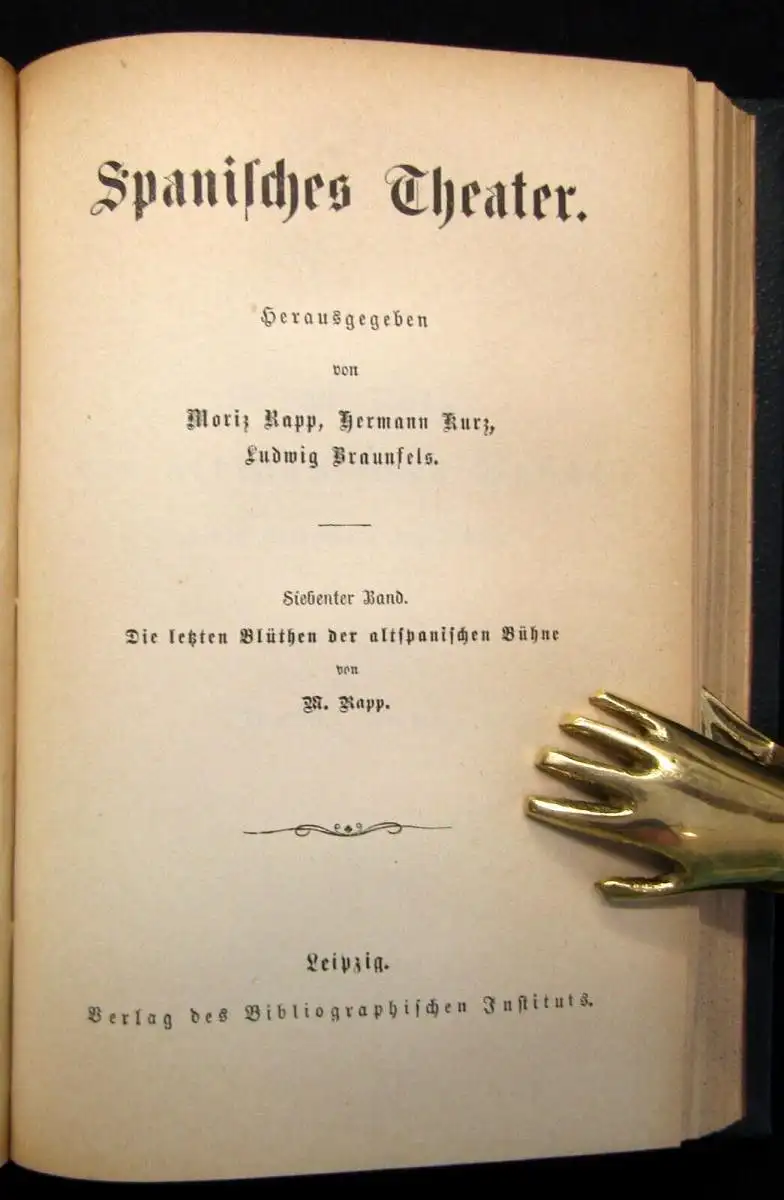 Spaniſches Theater.
Herausgegeben
von
Moriz Rapp, Hermann Kurz,
Ludwig Braunfels.
Siebenter Band.
Die letzten Blüthen der altſpaniſchen Bühne
von
M. Rapp.
Leipzig.
Verlag des Bibliographiſchen Inſtituts.